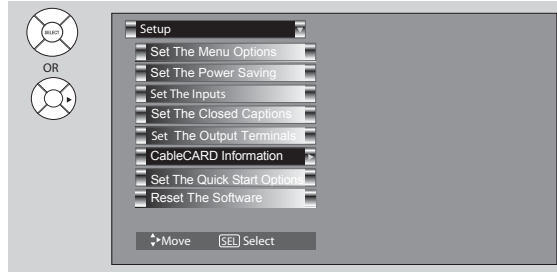 SELECT
OR
Setup
Set The Menu Options
Set The Power Saving
Set The Inputs
Set The Closed Captions
Set The Output Terminals
CableCARD Information
Set The Quick Start Options
Reset The Software
Move SEL Select